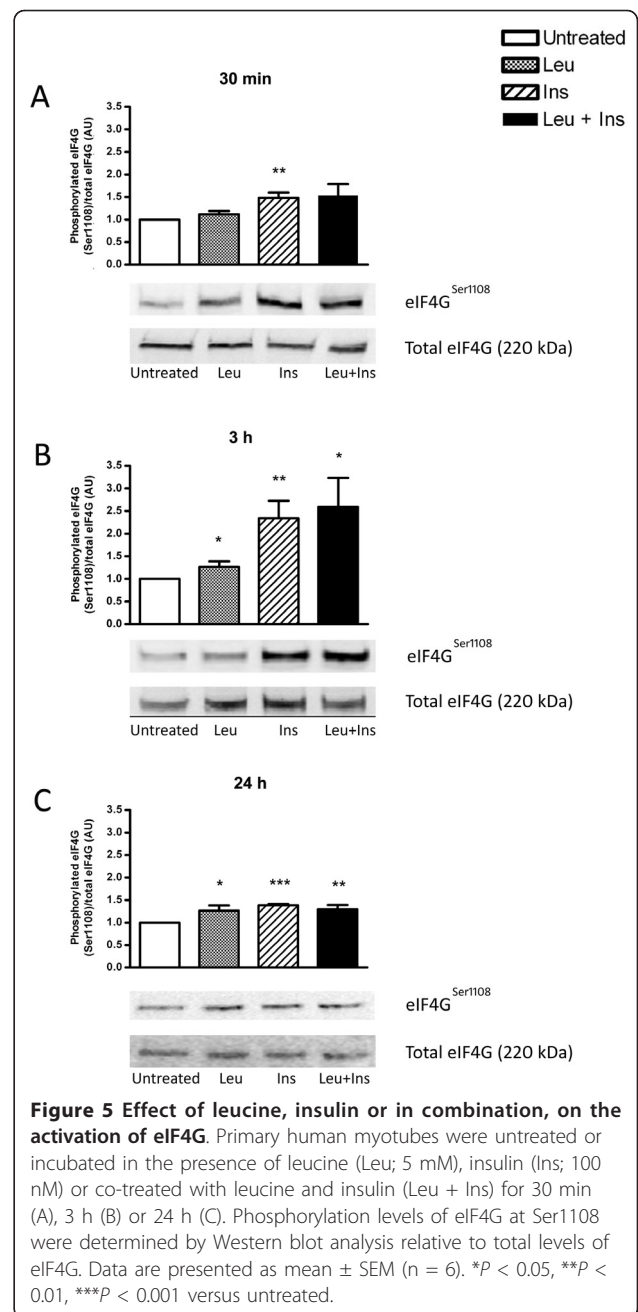 Untreated
Leu
Ins
Leu + Ins
A
30 min
Phosphorylated eIF4G
(Ser1108)/total eIF4G (AU)
3.5
3.0
2.5
2.0
1.5
1.0
0.5
0.0
**
eIF4G Ser1108
Total eIF4G (220 kDa)
Untreated Leu Ins Leu+Ins
B
3 h
Phosphorylated eIF4G
(Ser1108)/total eIF4G (AU)
3.5
3.0
2.5
2.0
1.5
1.0
0.5
0.0
* ** *
eIF4G Ser1108
Total eIF4G (220 kDa)
Untreated Leu Ins Leu+Ins
C
24 h
Phosphorylated eIF4G
(Ser1108)/total eIF4G (AU)
3.5
3.0
2.5
2.0
1.5
1.0
0.5
0.0
* *** **
eIF4G Ser1108
Total eIF4G (220 kDa)
Untreated Leu Ins Leu+Ins
Figure 5 Effect of leucine, insulin or in combination, on the
activation of eIF4G. Primary human myotubes were untreated or
incubated in the presence of leucine (Leu; 5 mM), insulin (Ins; 100
nM) or co-treated with leucine and insulin (Leu + Ins) for 30 min
(A), 3 h (B) or 24 h (C). Phosphorylation levels of eIF4G at Ser1108
were determined by Western blot analysis relative to total levels of
eIF4G. Data are presented as mean ± SEM (n = 6). *P < 0.05, **P <
0.01, ***P < 0.001 versus untreated.